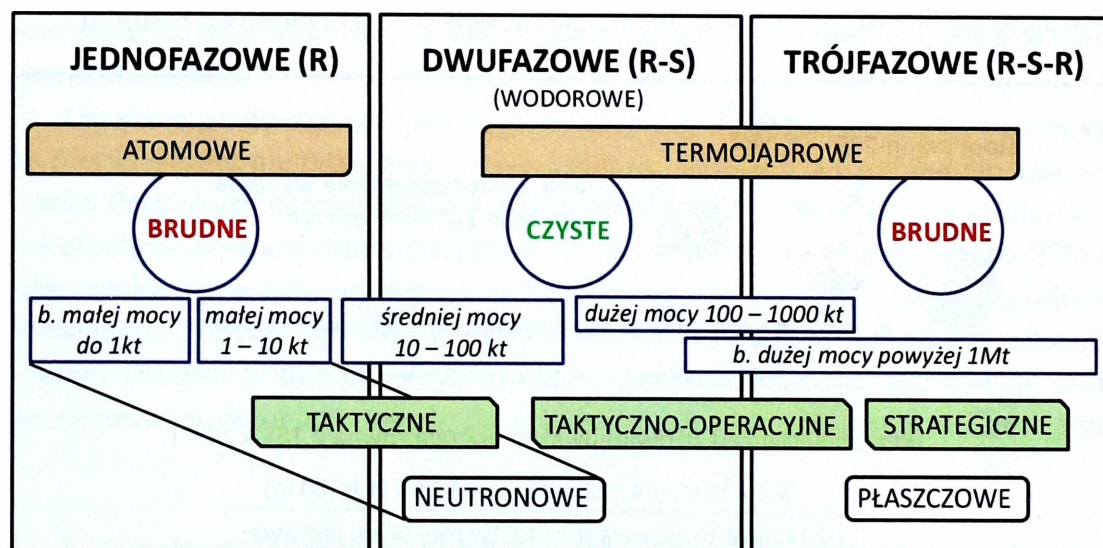 JEDNOFAZOWE (R)
DWUFAZOWE (R-S)
(WODOROWE)
TRÓJFAZOWE (R-S-R)
ATOMOWE
TERMOJĄDROWE
BRUDNE
CZYSTE
BRUDNE
b. małej mocy
do 1kt
małej mocy
1 – 10 kt
średniej mocy
10 – 100 kt
dużej mocy 100 – 1000 kt
b. dużej mocy powyżej 1Mt
TAKTYCZNE
TAKTYCZNO-OPERACYJNE
STRATEGICZNE
NEUTRONOWE
PŁASZCZOWE